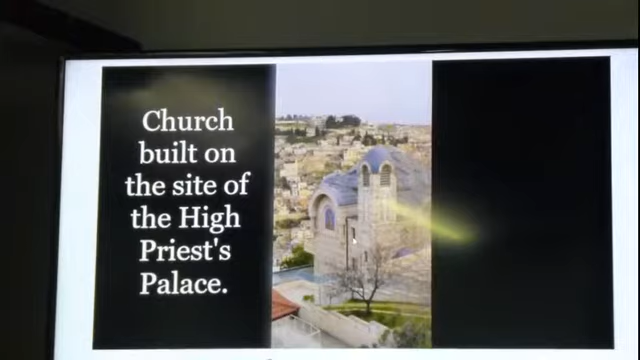 Church
built on
the site of
the High
Priest's
Palace.